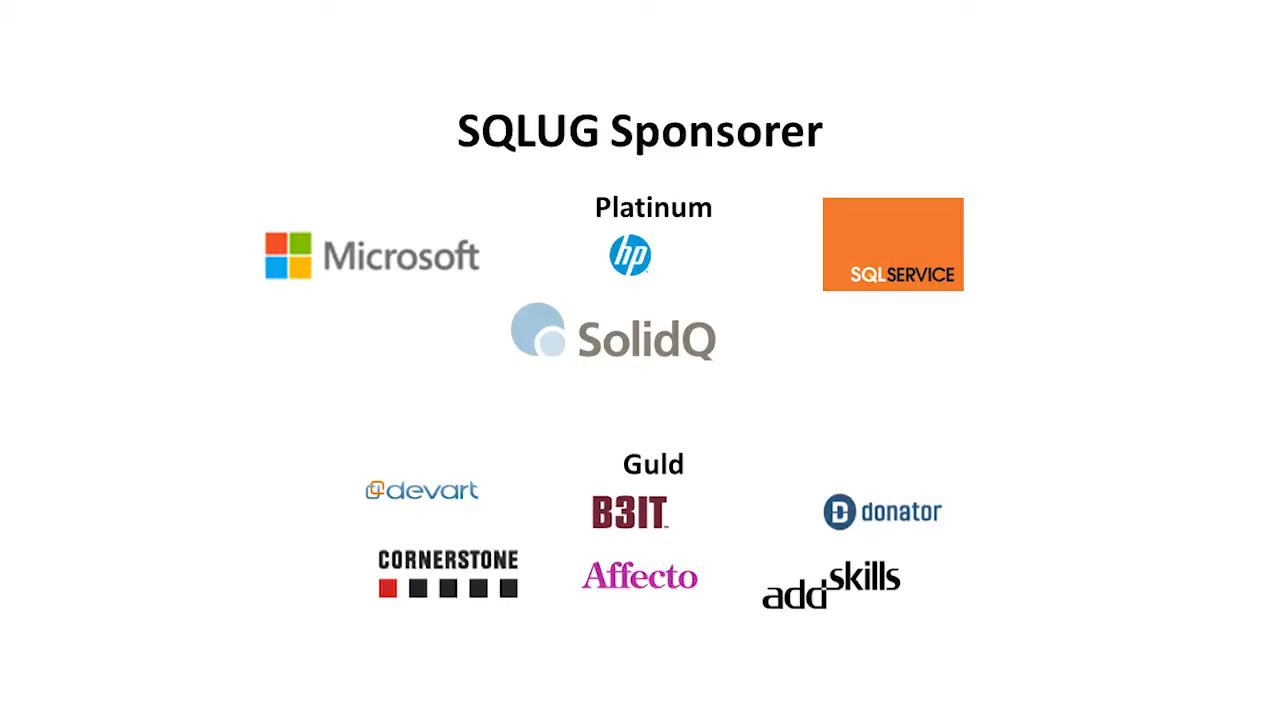 SQLUG Sponsorer
Platinum
Microsoft
hp
SQLSERVICE
SolidQ
Guld
devart
B3IT
donator
CORNERSTONE
Affecto
addskills